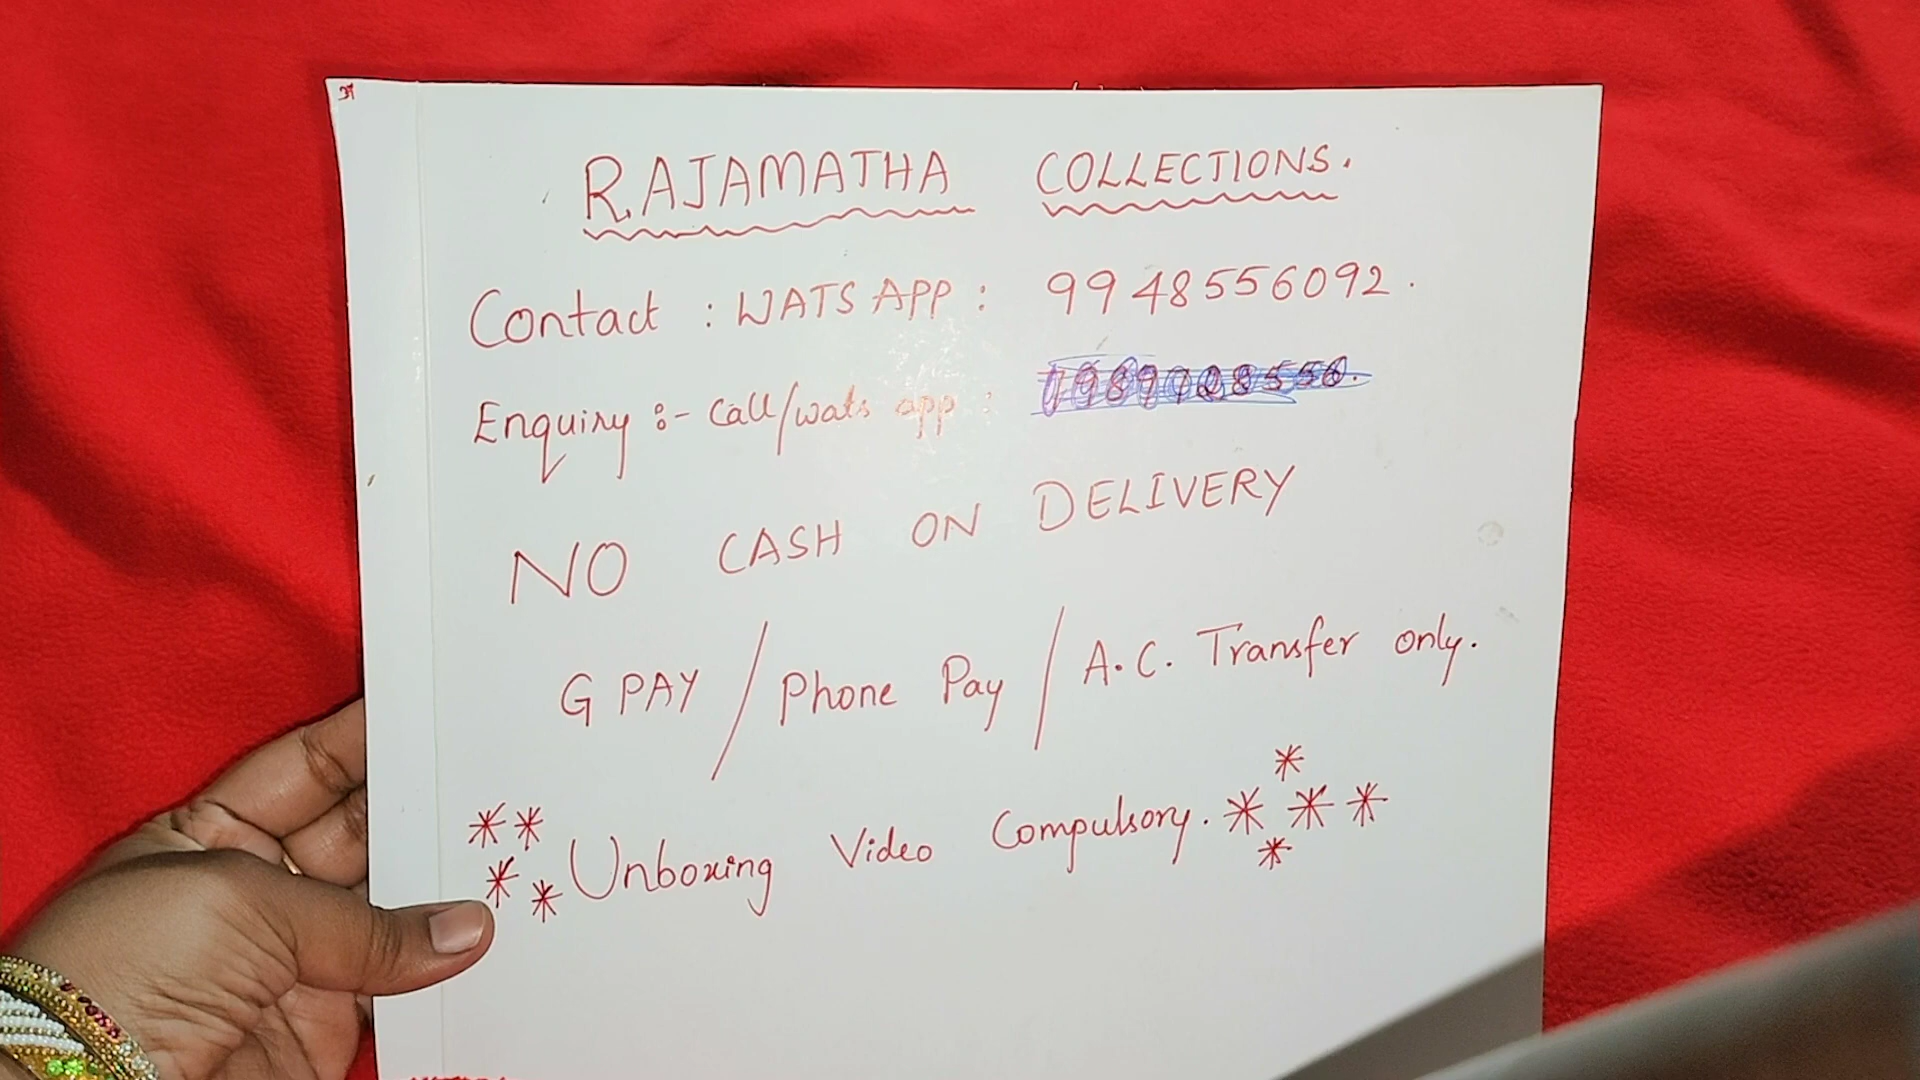 RAJAMATHA COLLECTIONS.
Contact : WATS APP : 9948556092.
Enquiry :- Call/wats app :
NO CASH ON DELIVERY
G PAY / Phone Pay / A.C. Transfer only.
** ** Unboxing Video Compulsory. * * * * *